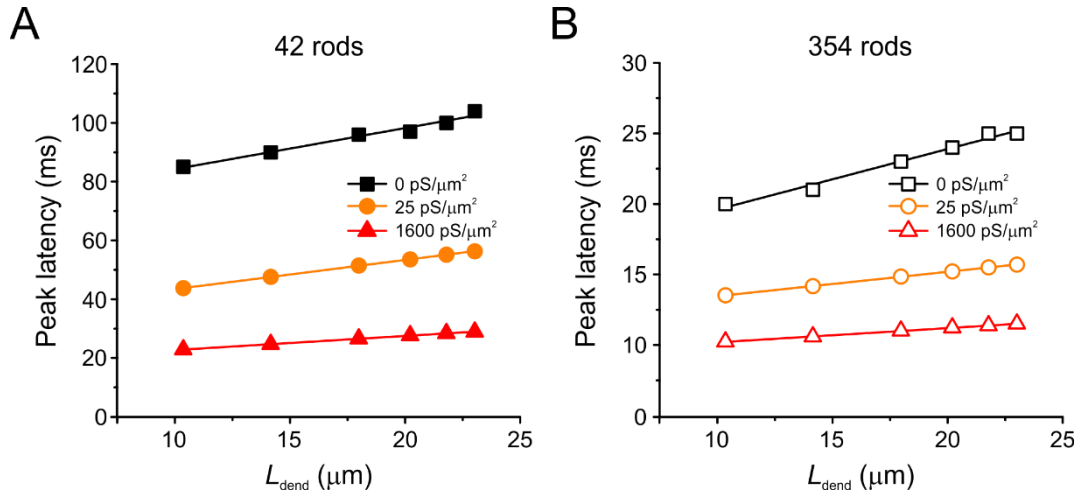 A
42 rods
120
100
80
60
40
20
0
Peak latency (ms)
0 pS/μm²
25 pS/μm²
1600 pS/μm²
10
15
20
25
Ldend (μm)
B
354 rods
30
25
20
15
10
0
Peak latency (ms)
0 pS/μm²
25 pS/μm²
1600 pS/μm²
10
15
20
25
Ldend (μm)